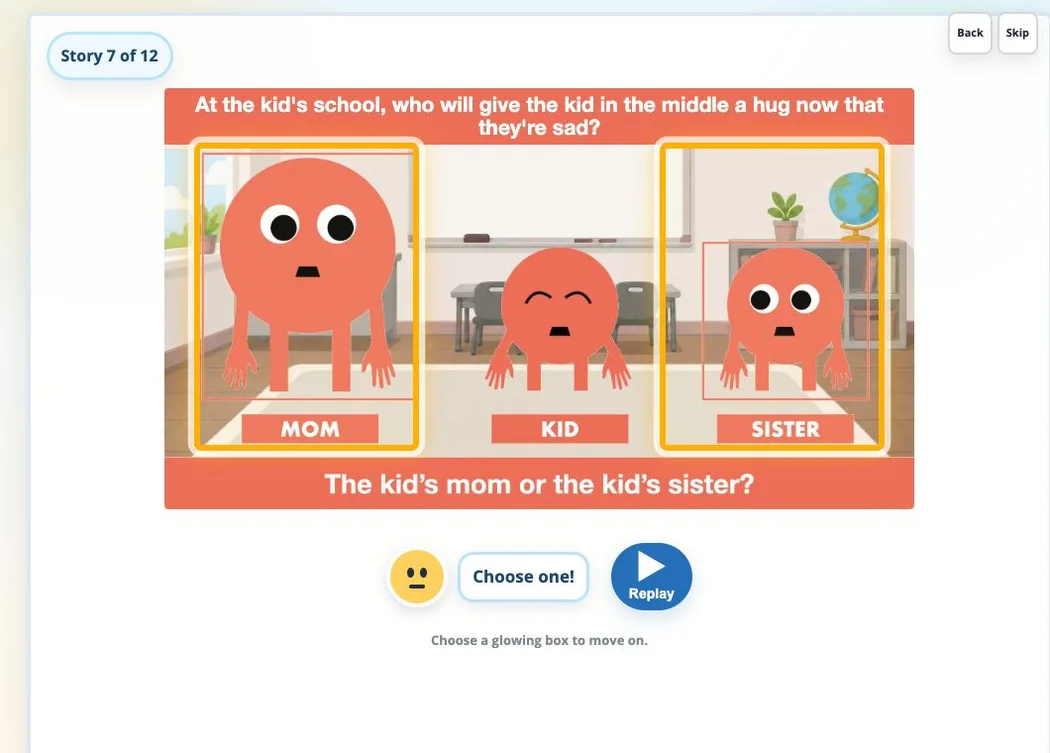 Back
Skip
Story 7 of 12
At the kid's school, who will give the kid in the middle a hug now that
they're sad?
MOM
KID
SISTER
The kid’s mom or the kid’s sister?
Choose one!
Replay
Choose a glowing box to move on.